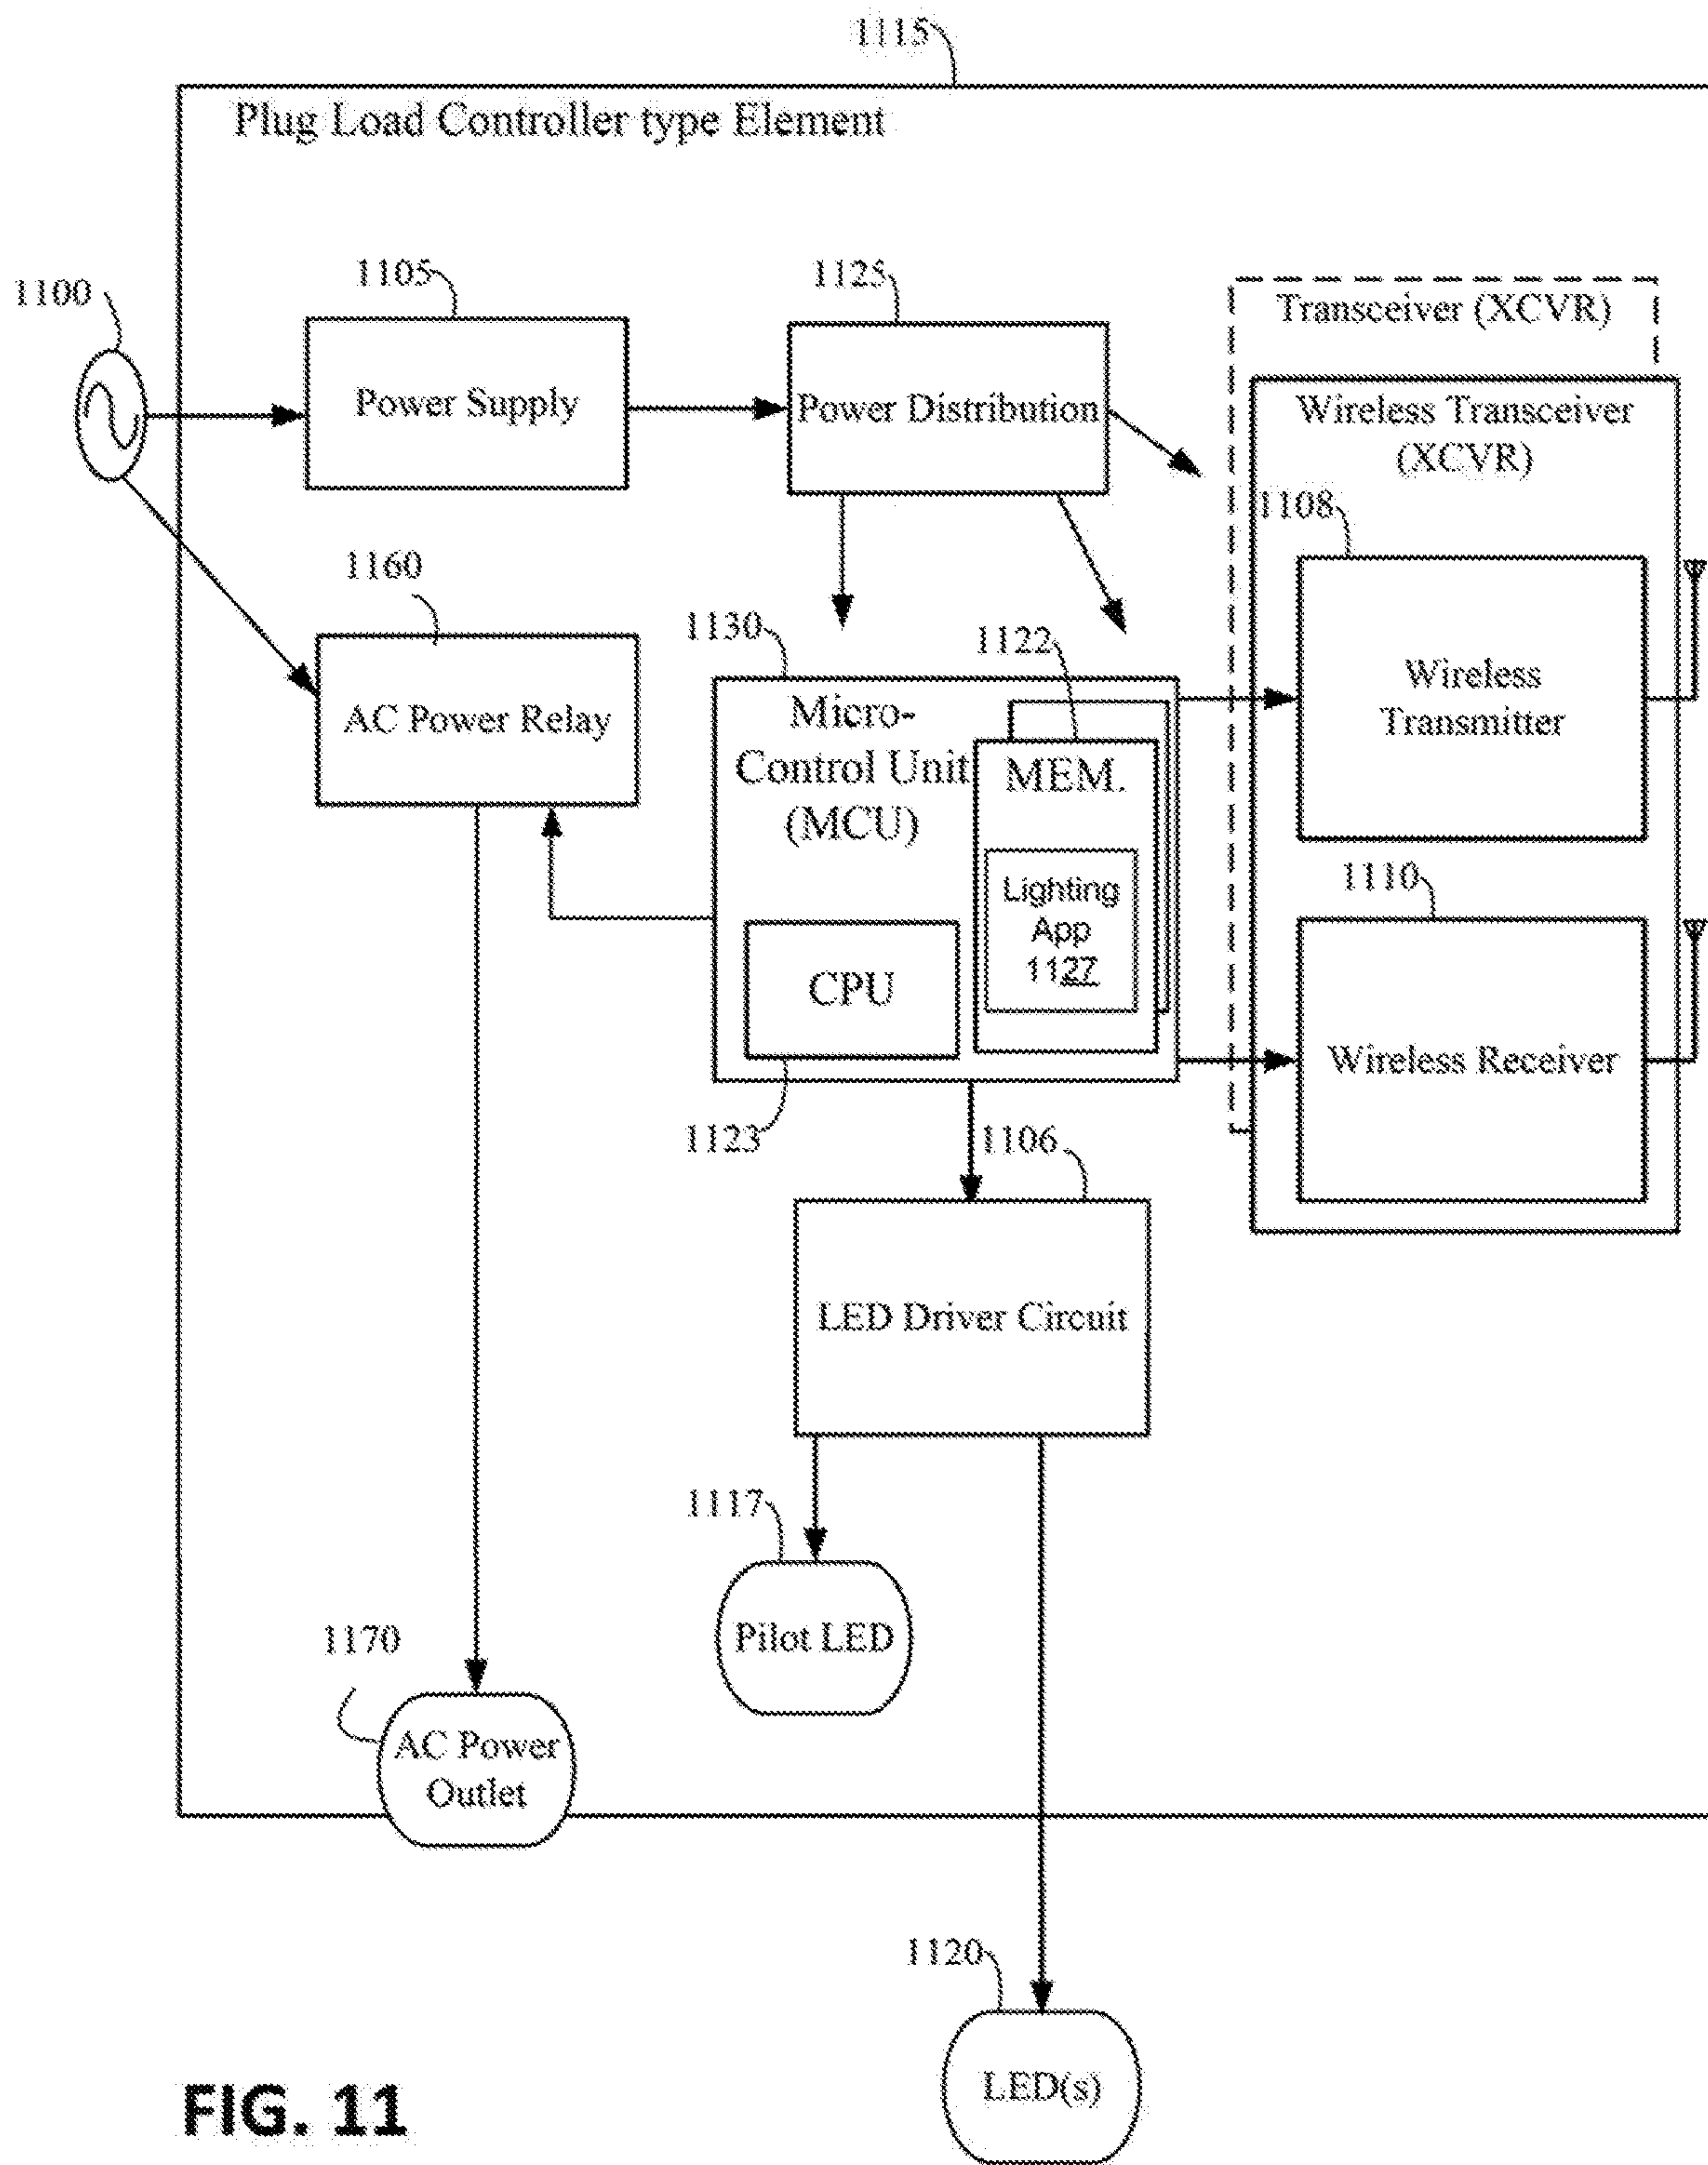 1115
Plug Load Controller type Element
1100
1105
1125
Transceiver (XCVR)
Power Supply
Power Distribution
Wireless Transceiver
(XCVR)
1108
1160
AC Power Relay
1130
1122
Micro-
Control Unit
(MCU)
MEM.
Lighting
App
1127
CPU
Wireless
Transmitter
1110
Wireless Receiver
1123
1106
LED Driver Circuit
1117
Pilot LED
1170
AC Power
Outlet
1120
LED(s)
FIG. 11